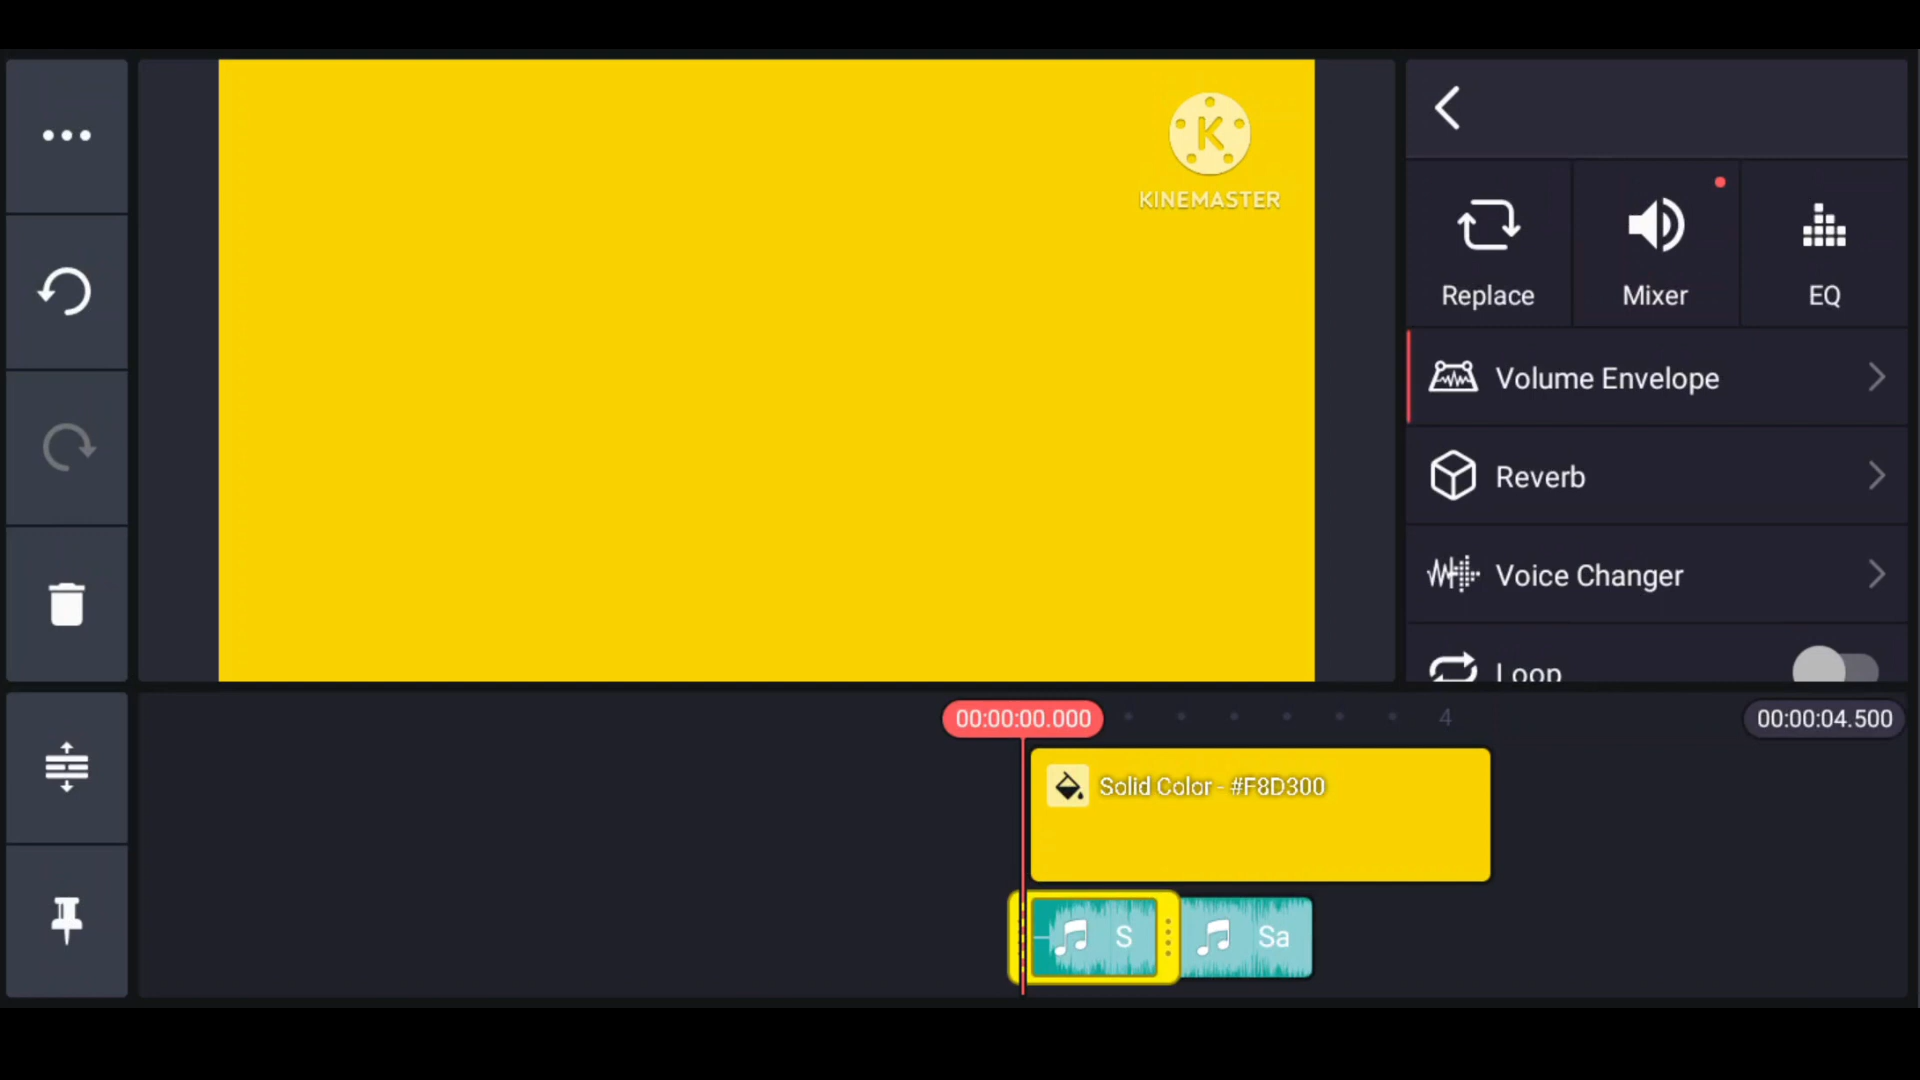 K
KINEMASTER
Replace
Mixer
EQ
Volume Envelope
Reverb
Voice Changer
Loop
00:00:00.000
4
00:00:04.500
Solid Color - #F8D300
S
Sa